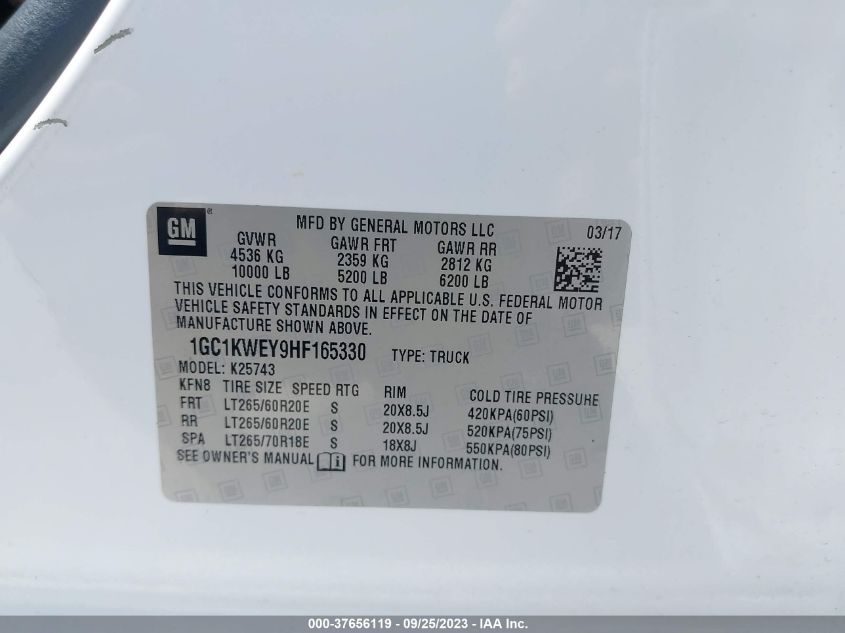 GM®
MFD BY GENERAL MOTORS LLC 03/17
GVWR GAWR FRT GAWR RR
4536 KG 2359 KG 2812 KG
10000 LB 5200 LB 6200 LB
THIS VEHICLE CONFORMS TO ALL APPLICABLE U.S. FEDERAL MOTOR
VEHICLE SAFETY STANDARDS IN EFFECT ON THE DATE OF
MANUFACTURE SHOWN ABOVE.
1GC1KWEY9HF165330 TYPE: TRUCK
MODEL: K25743
KFN8 TIRE SIZE SPEED RTG RIM COLD TIRE PRESSURE
FRT LT265/60R20E S 20X8.5J 420KPA(60PSI)
RR LT265/60R20E S 20X8.5J 520KPA(75PSI)
SPA LT265/70R18E S 18X8J 550KPA(80PSI)
SEE OWNER'S MANUAL FOR MORE INFORMATION.
000-37656119 / 09/25/2023 - IAA Inc.